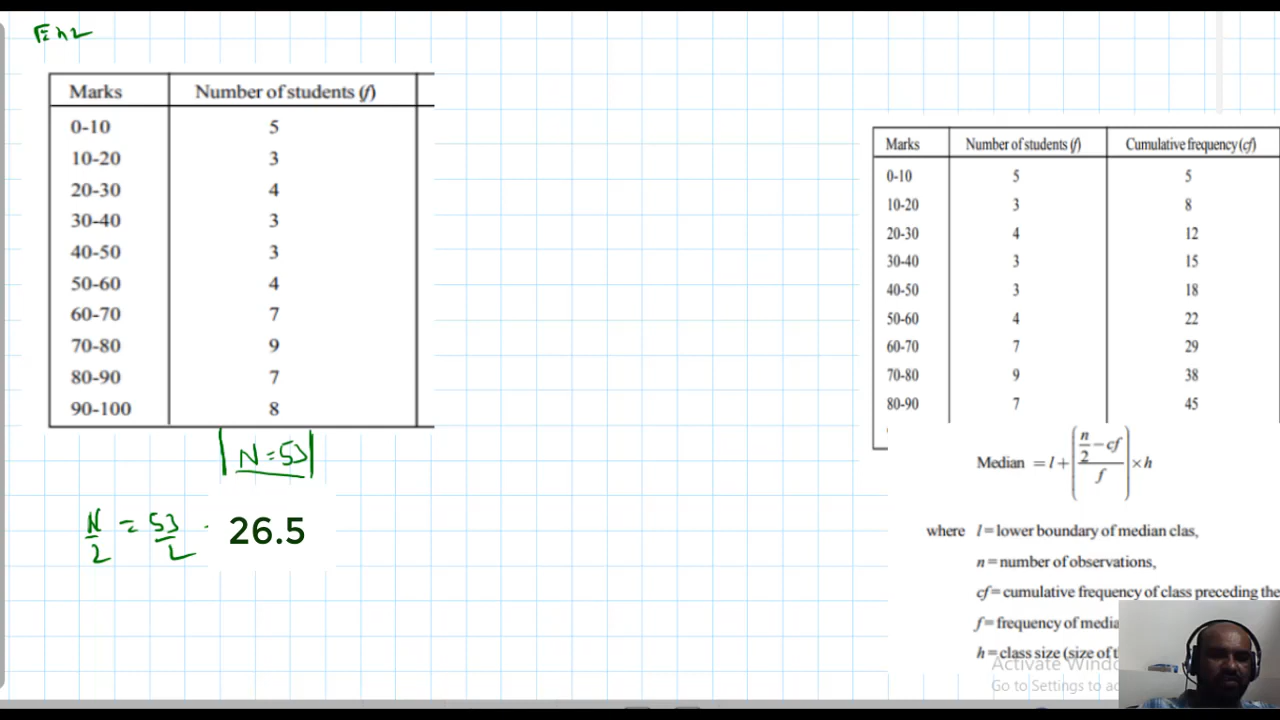 Marks Number of students (f)
0-10 5
10-20 3
20-30 4
30-40 3
40-50 3
50-60 4
60-70 7
70-80 9
80-90 7
90-100 8
N = 53
N/2 = 53/2 26.5
Marks Number of students (f) Cumulative frequency (cf)
0-10 5 5
10-20 3 8
20-30 4 12
30-40 3 15
40-50 3 18
50-60 4 22
60-70 7 29
70-80 9 38
80-90 7 45
Median = l + (n/2 − cf / f) × h
where l = lower boundary of median clas,
n = number of observations,
cf = cumulative frequency of class preceding the
f = frequency of media
h = class size (size of t
Activate Windo
Go to Settings to ac